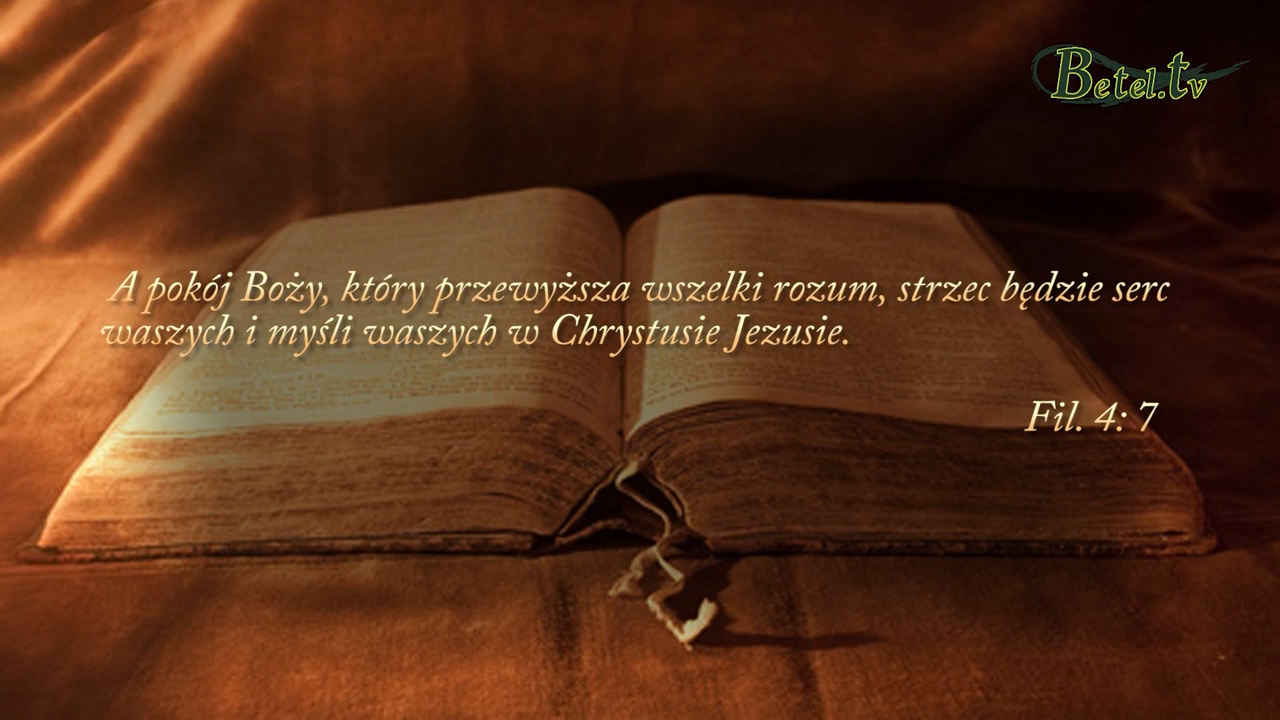 Betel.tv
A pokój Boży, który przewyższa wszelki rozum, strzec będzie serc
waszych i myśli waszych w Chrystusie Jezusie.
Fil. 4: 7